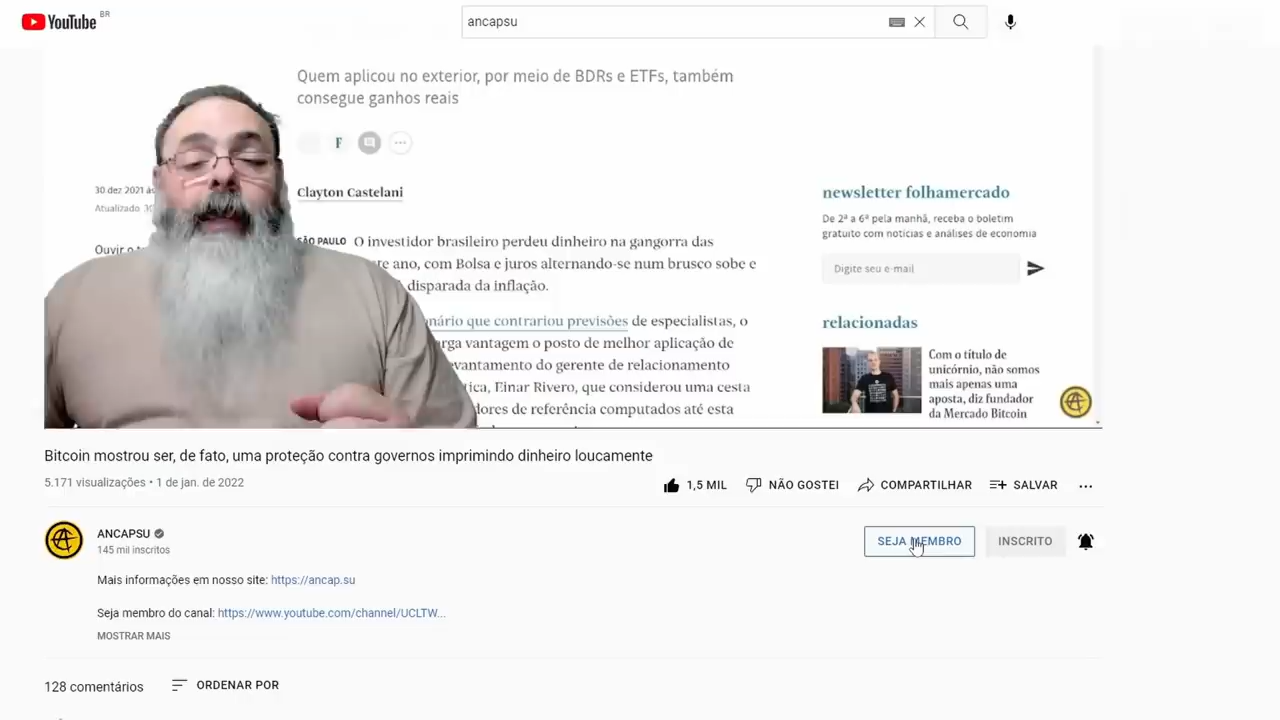 YouTube BR
ancapsu
Quem aplicou no exterior, por meio de BDRs e ETFs, também
consegue ganhos reais
F
30 dez 2021 às
Atualizado 30
Ouvir o
Clayton Castelani
SÃO PAULO O investidor brasileiro perdeu dinheiro na gangorra das
te ano, com Bolsa e juros alternando-se num brusco sobe e
disparada da inflação.
nário que contrariou previsões de especialistas, o
rga vantagem o posto de melhor aplicação de
evantamento do gerente de relacionamento
tica, Einar Rivero, que considerou uma cesta
dores de referência computados até esta
newsletter folhamercado
De 2ª a 6ª pela manhã, receba o boletim
gratuito com notícias e análises de economia
Digite seu e-mail
relacionadas
Com o título de
unicórnio, não somos
mais apenas uma
aposta, diz fundador
da Mercado Bitcoin
Bitcoin mostrou ser, de fato, uma proteção contra governos imprimindo dinheiro loucamente
5.171 visualizações • 1 de jan. de 2022
1,5 MIL NÃO GOSTEI COMPARTILHAR SALVAR
ANCAPSU
145 mil inscritos
SEJA MEMBRO INSCRITO
Mais informações em nosso site: https://ancap.su
Seja membro do canal: https://www.youtube.com/channel/UCLTW...
MOSTRAR MAIS
128 comentários ORDENAR POR